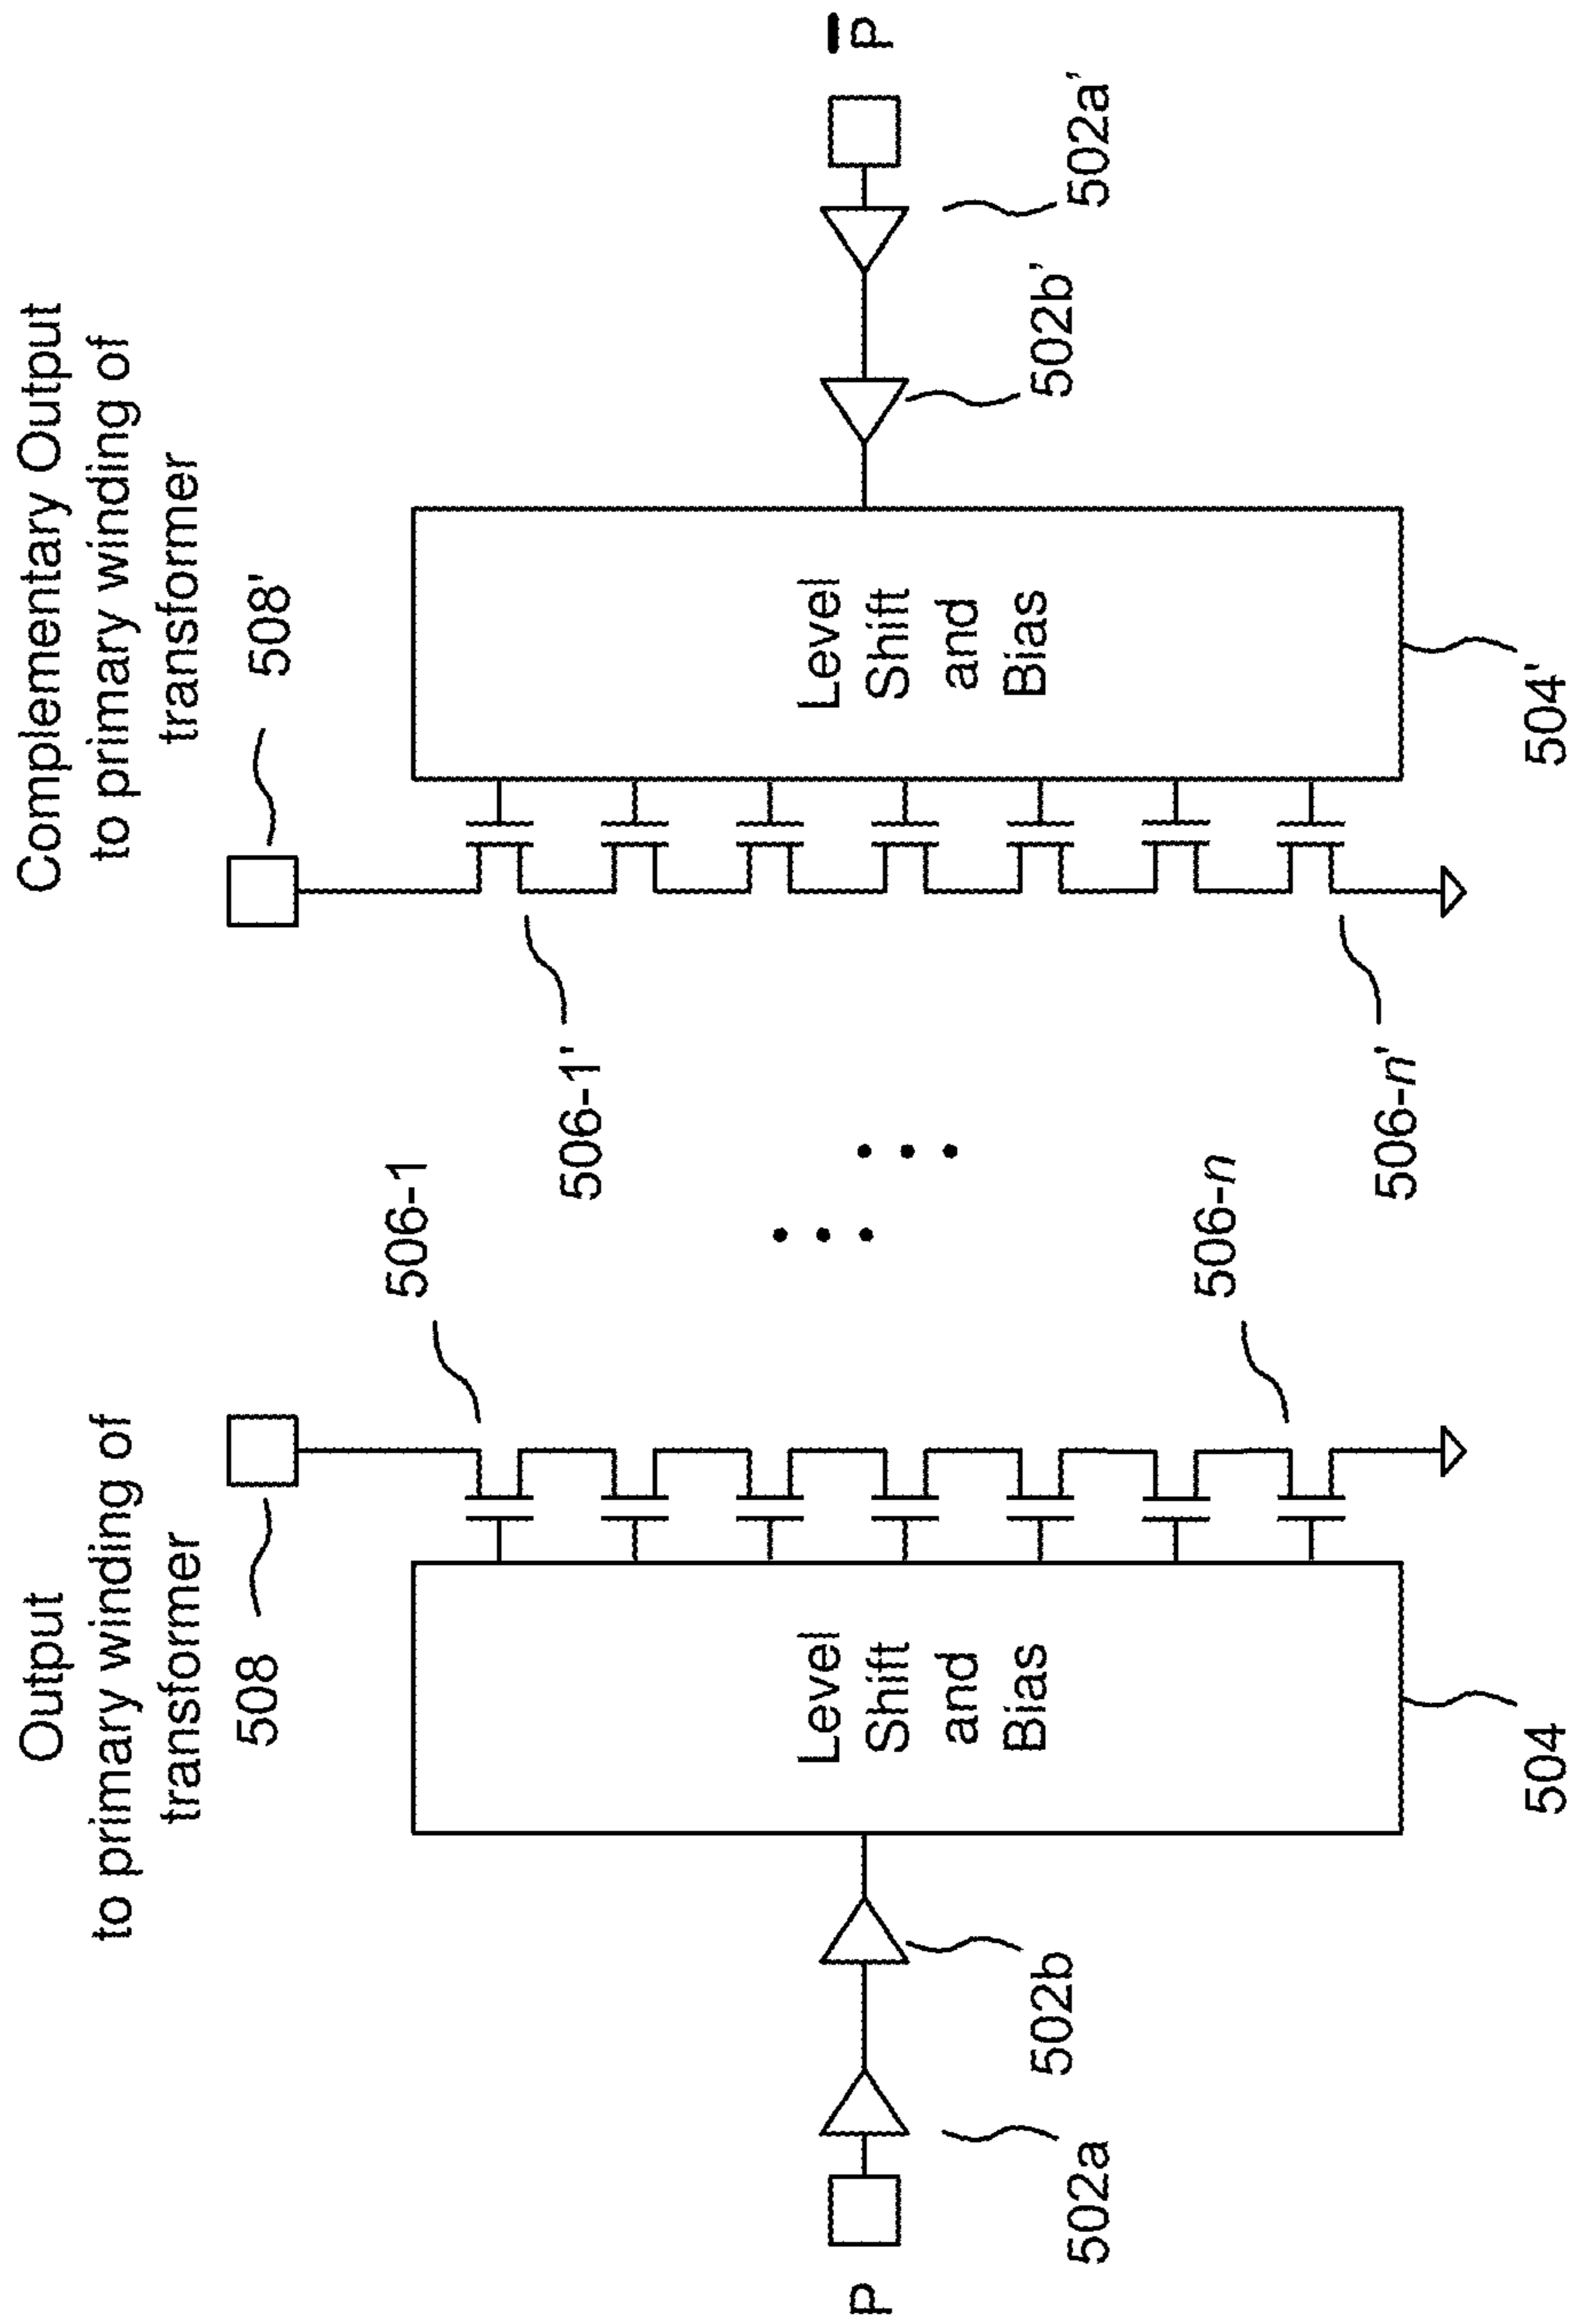 Output
to primary winding of
transformer
508
Complementary Output
to primary winding of
transformer
508'
506-1
506-1'
P
502a
502b
Level
Shift
and
Bias
504
506-n
506-n'
Level
Shift
and
Bias
504'
502b'
502a'
P̅